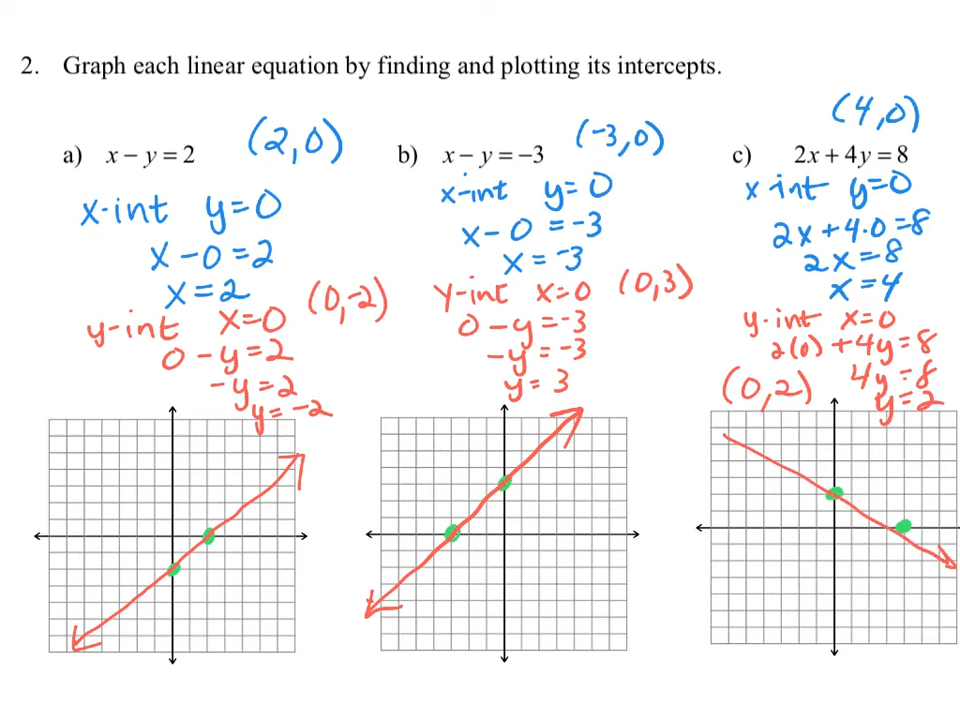 2. Graph each linear equation by finding and plotting its intercepts.
a) x – y = 2 (2,0)
x-int y=0
x-0=2
x=2
y-int x=0 (0,-2)
0-y=2
-y=2
y=-2
b) x – y = –3 (-3,0)
x-int y=0
x-0=-3
x=-3
y-int x=0 (0,3)
0-y=-3
-y=-3
y=3
(4,0)
c) 2x + 4y = 8
x int y=0
2x+4·0=8
2x=8
x=4
y-int x=0
2(0)+4y=8
(0,2) 4y=8
y=2